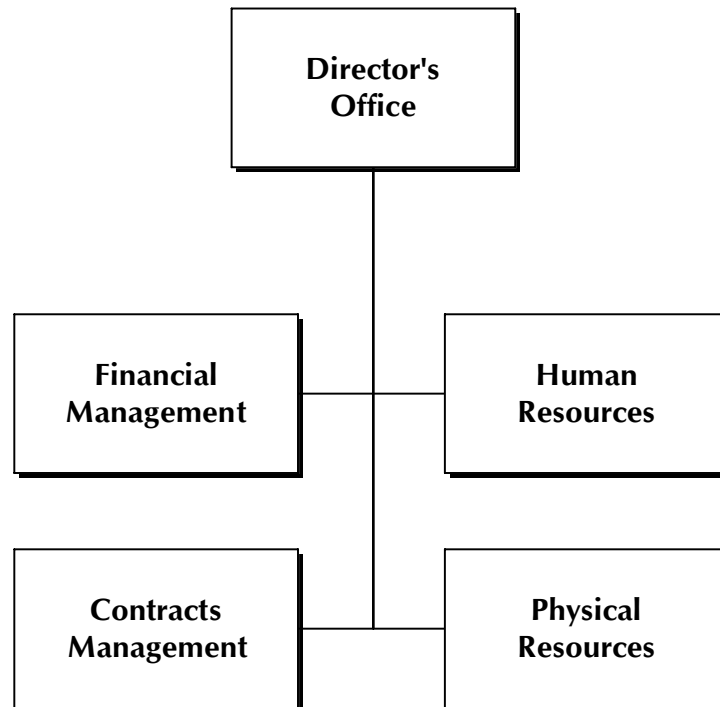 Director's
Office
Financial
Management
Human
Resources
Contracts
Management
Physical
Resources